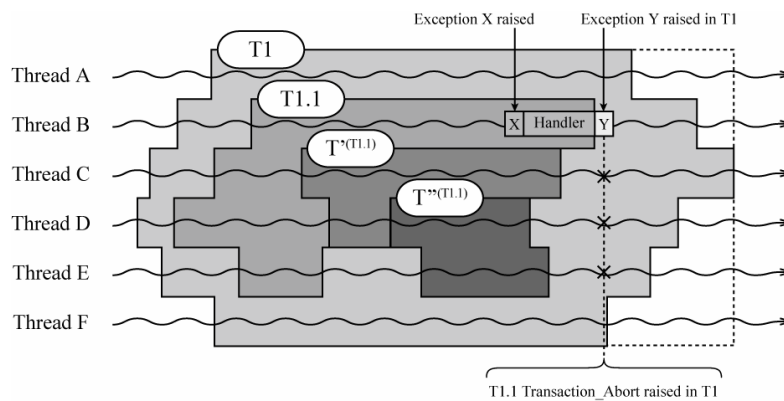 Exception X raised
Exception Y raised in T1
T1
Thread A
T1.1
Thread B
X
Handler
Y
T'(T1.1)
Thread C
T''(T1.1)
Thread D
Thread E
Thread F
T1.1 Transaction_Abort raised in T1